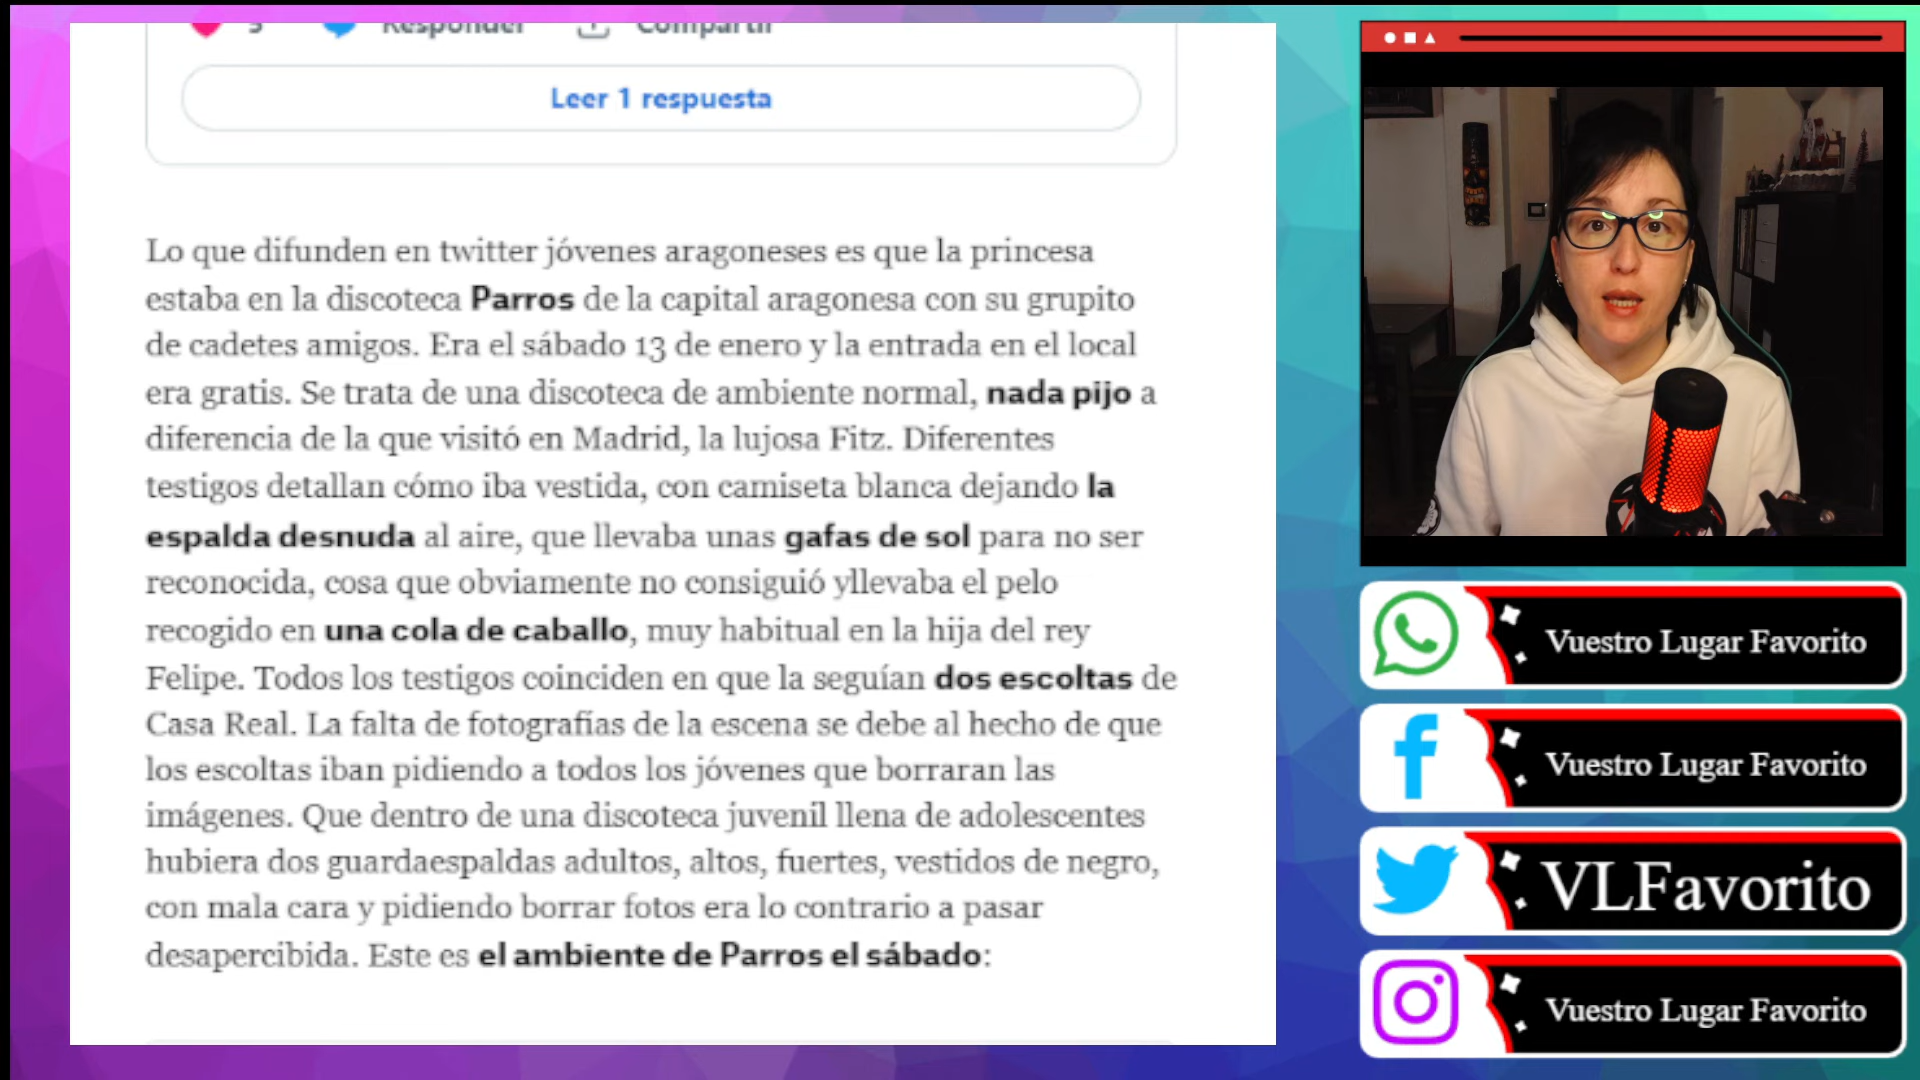 5 Responder Compartir
Leer 1 respuesta
Lo que difunden en twitter jóvenes aragoneses es que la princesa
estaba en la discoteca Parros de la capital aragonesa con su grupito
de cadetes amigos. Era el sábado 13 de enero y la entrada en el local
era gratis. Se trata de una discoteca de ambiente normal, nada pijo a
diferencia de la que visitó en Madrid, la lujosa Fitz. Diferentes
testigos detallan cómo iba vestida, con camiseta blanca dejando la
espalda desnuda al aire, que llevaba unas gafas de sol para no ser
reconocida, cosa que obviamente no consiguió yllevaba el pelo
recogido en una cola de caballo, muy habitual en la hija del rey
Felipe. Todos los testigos coinciden en que la seguían dos escoltas de
Casa Real. La falta de fotografías de la escena se debe al hecho de que
los escoltas iban pidiendo a todos los jóvenes que borraran las
imágenes. Que dentro de una discoteca juvenil llena de adolescentes
hubiera dos guardaespaldas adultos, altos, fuertes, vestidos de negro,
con mala cara y pidiendo borrar fotos era lo contrario a pasar
desapercibida. Este es el ambiente de Parros el sábado:
Vuestro Lugar Favorito
Vuestro Lugar Favorito
VLFavorito
Vuestro Lugar Favorito